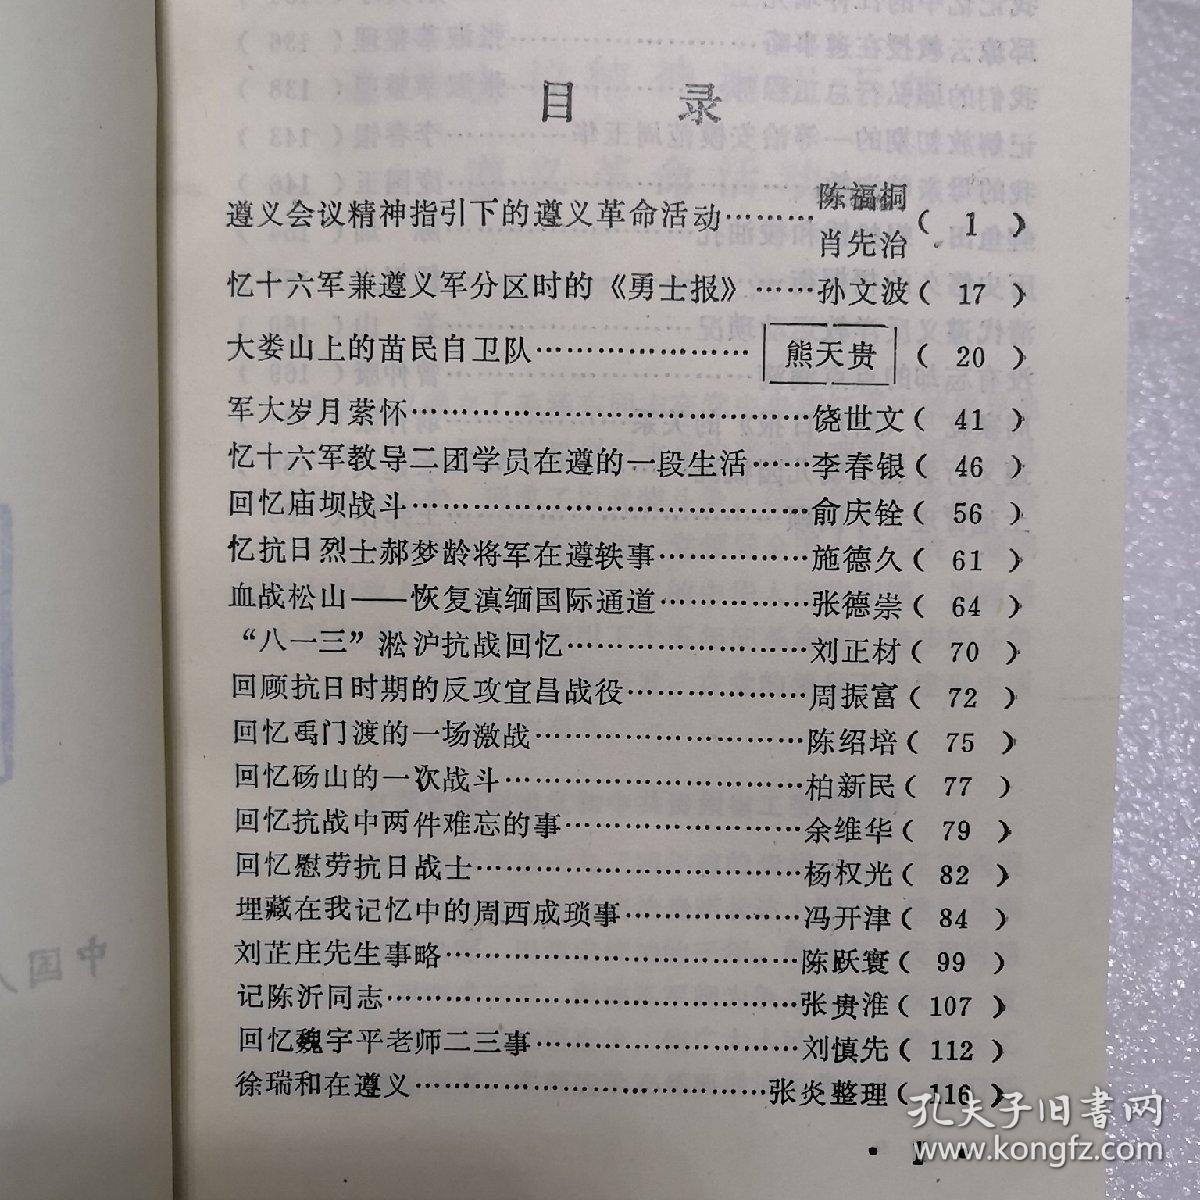 目 录
遵义会议精神指引下的遵义革命活动………陈福桐 肖先治( 1 )
忆十六军兼遵义军分区时的《勇士报》……孙文波( 17 )
大娄山上的苗民自卫队…………………熊天贵( 20 )
军大岁月萦怀…………………………………饶世文( 41 )
忆十六军教导二团学员在遵的一段生活……李春银( 46 )
回忆庙坝战斗…………………………………俞庆铨( 56 )
忆抗日烈士郝梦龄将军在遵轶事……………施德久( 61 )
血战松山——恢复滇缅国际通道……………张德崇( 64 )
“八一三”淞沪抗战回忆……………………刘正材( 70 )
回顾抗日时期的反攻宜昌战役………………周振富( 72 )
回忆禹门渡的一场激战………………………陈绍培( 75 )
回忆砀山的一次战斗…………………………柏新民( 77 )
回忆抗战中两件难忘的事……………………余维华( 79 )
回忆慰劳抗日战士……………………………杨权光( 82 )
埋藏在我记忆中的周西成琐事………………冯开津( 84 )
刘芷庄先生事略………………………………陈跃寰( 99 )
记陈沂同志……………………………………张贵淮( 107 )
回忆魏宇平老师二三事………………………刘慎先( 112 )
徐瑞和在遵义………………………………张炎整理( 116 )
孔夫子旧书网
www.kongfz.com